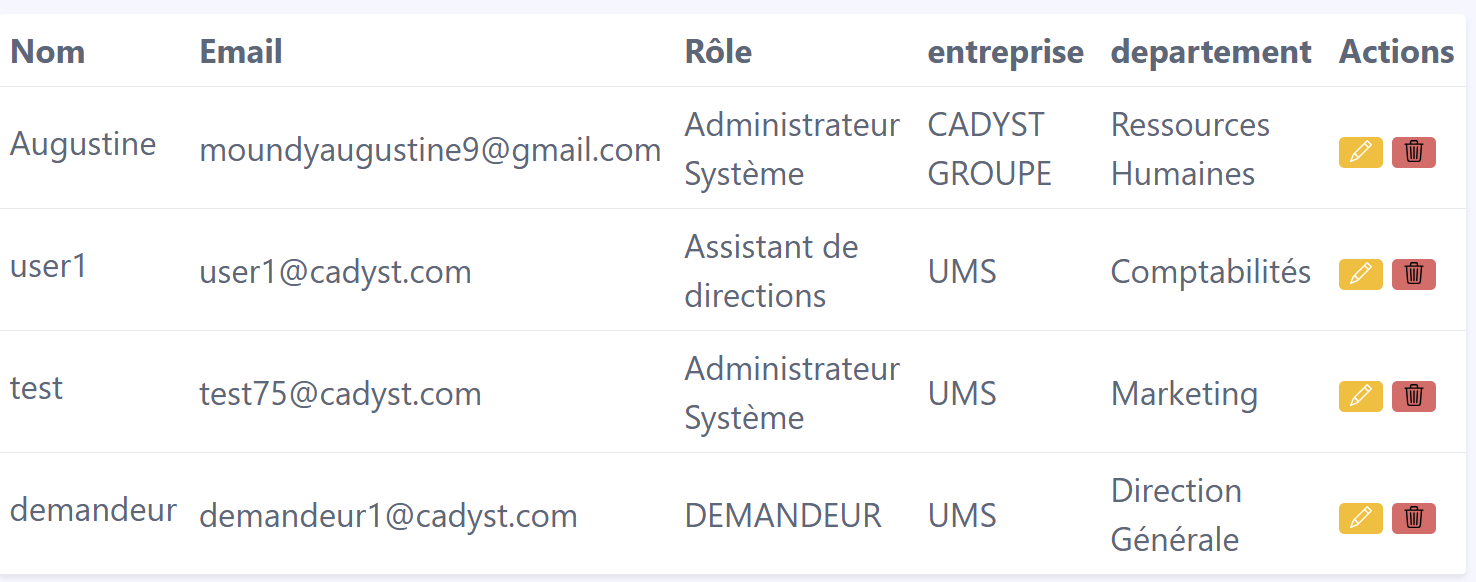 Nom Email Rôle entreprise departement Actions
Augustine moundyaugustine9@gmail.com Administrateur Système CADYST GROUPE Ressources Humaines
user1 user1@cadyst.com Assistant de directions UMS Comptabilités
test test75@cadyst.com Administrateur Système UMS Marketing
demandeur demandeur1@cadyst.com DEMANDEUR UMS Direction Générale